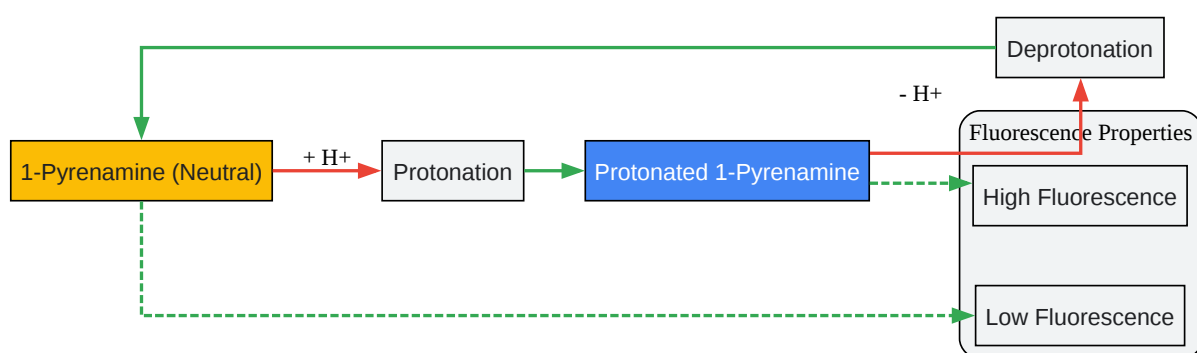 Deprotonation
- H+
Fluorescence Properties
1-Pyrenamine (Neutral)
+ H+
Protonation
Protonated 1-Pyrenamine
High Fluorescence
Low Fluorescence